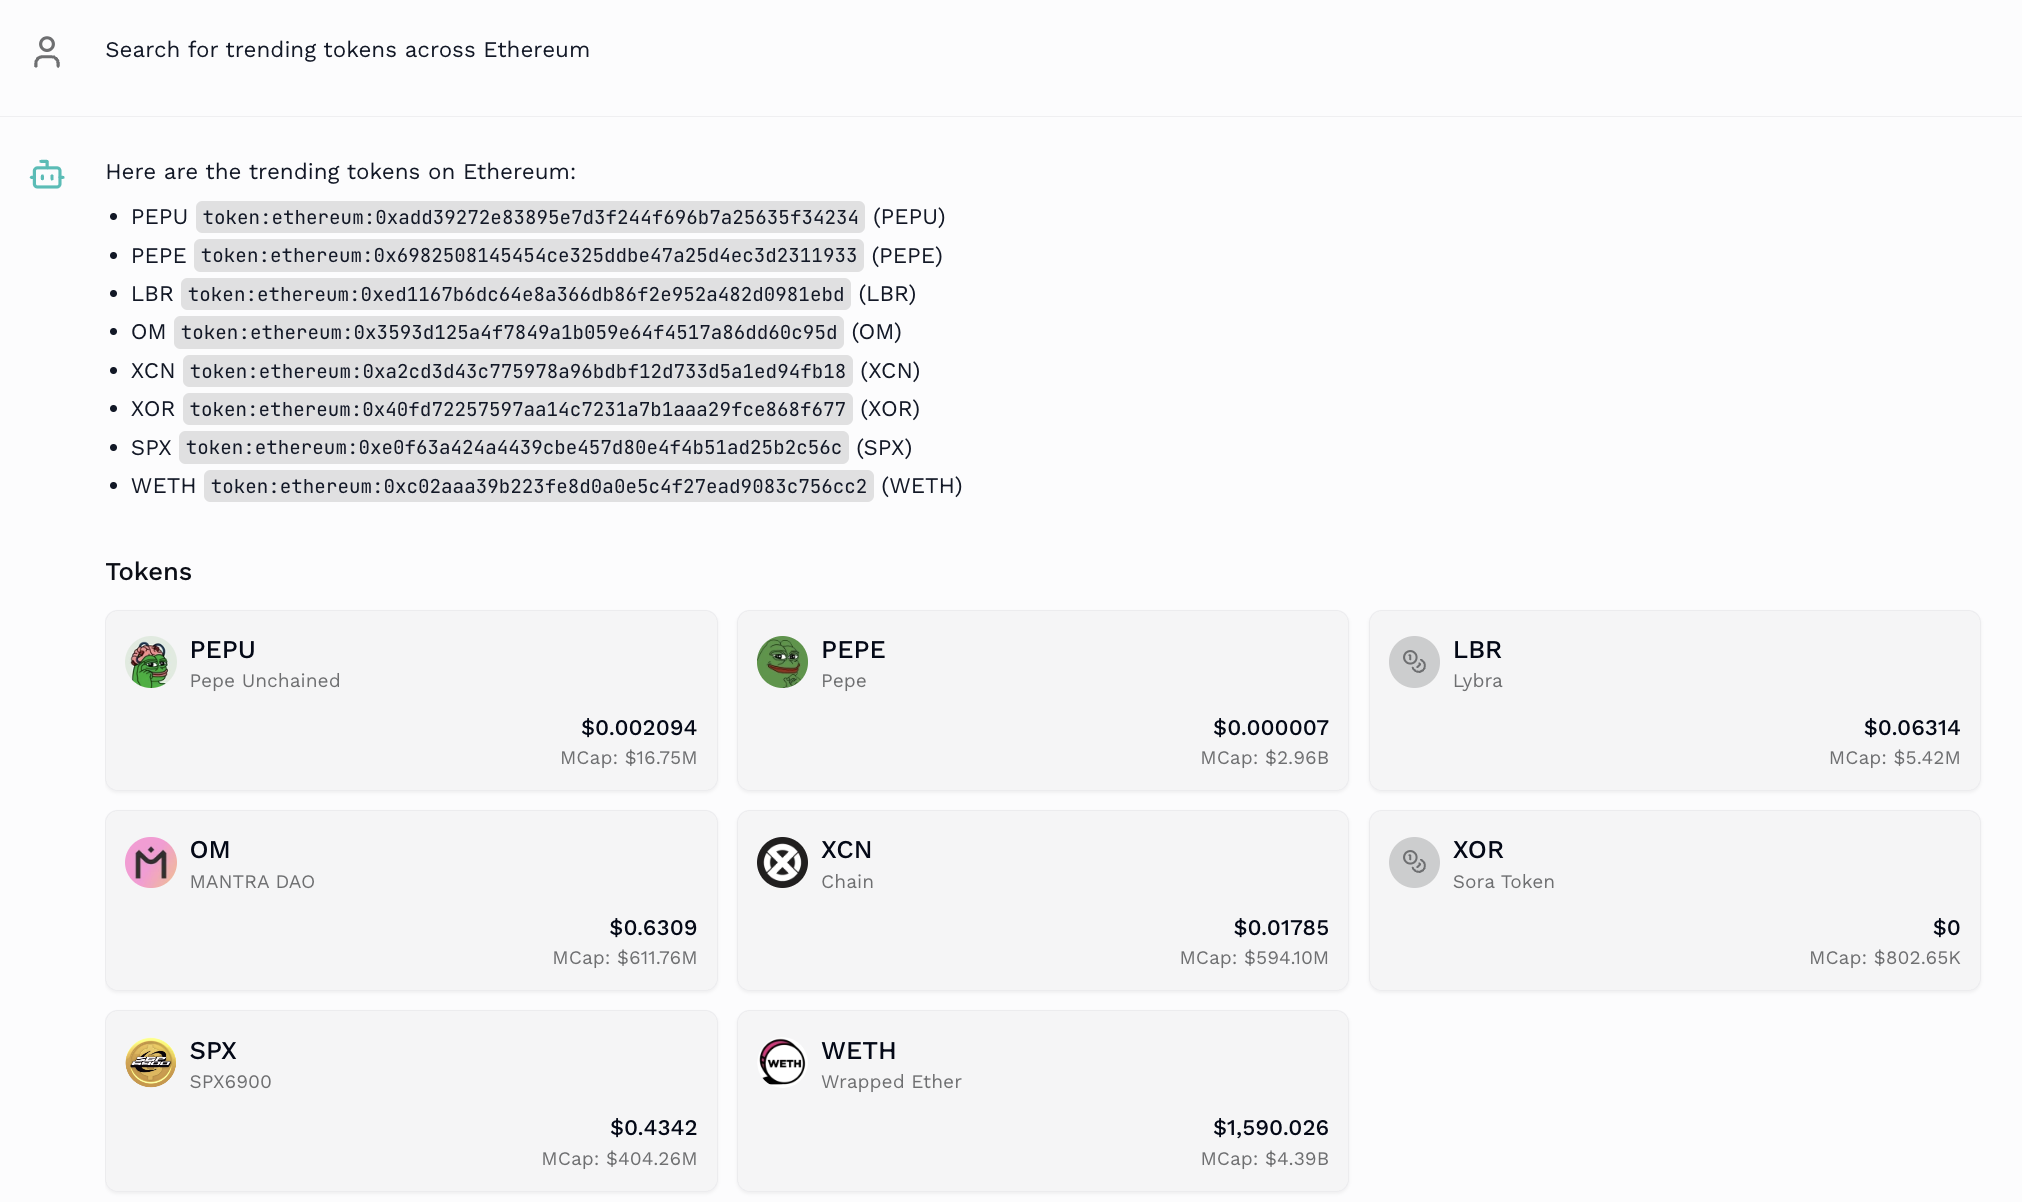 Search for trending tokens across Ethereum
Here are the trending tokens on Ethereum:
• PEPU token:ethereum:0xadd39272e83895e7d3f244f696b7a25635f34234 (PEPU)
• PEPE token:ethereum:0x6982508145454ce325ddbe47a25d4ec3d2311933 (PEPE)
• LBR token:ethereum:0xed1167b6dc64e8a366db86f2e952a482d0981ebd (LBR)
• OM token:ethereum:0x3593d125a4f7849a1b059e64f4517a86dd60c95d (OM)
• XCN token:ethereum:0xa2cd3d43c775978a96bdbf12d733d5a1ed94fb18 (XCN)
• XOR token:ethereum:0x40fd72257597aa14c7231a7b1aaa29fce868f677 (XOR)
• SPX token:ethereum:0xe0f63a424a4439cbe457d80e4f4b51ad25b2c56c (SPX)
• WETH token:ethereum:0xc02aaa39b223fe8d0a0e5c4f27ead9083c756cc2 (WETH)
Tokens
PEPU
Pepe Unchained
$0.002094
MCap: $16.75M
PEPE
Pepe
$0.000007
MCap: $2.96B
LBR
Lybra
$0.06314
MCap: $5.42M
OM
MANTRA DAO
$0.6309
MCap: $611.76M
XCN
Chain
$0.01785
MCap: $594.10M
XOR
Sora Token
$0
MCap: $802.65K
SPX
SPX6900
$0.4342
MCap: $404.26M
WETH
WETH
Wrapped Ether
$1,590.026
MCap: $4.39B